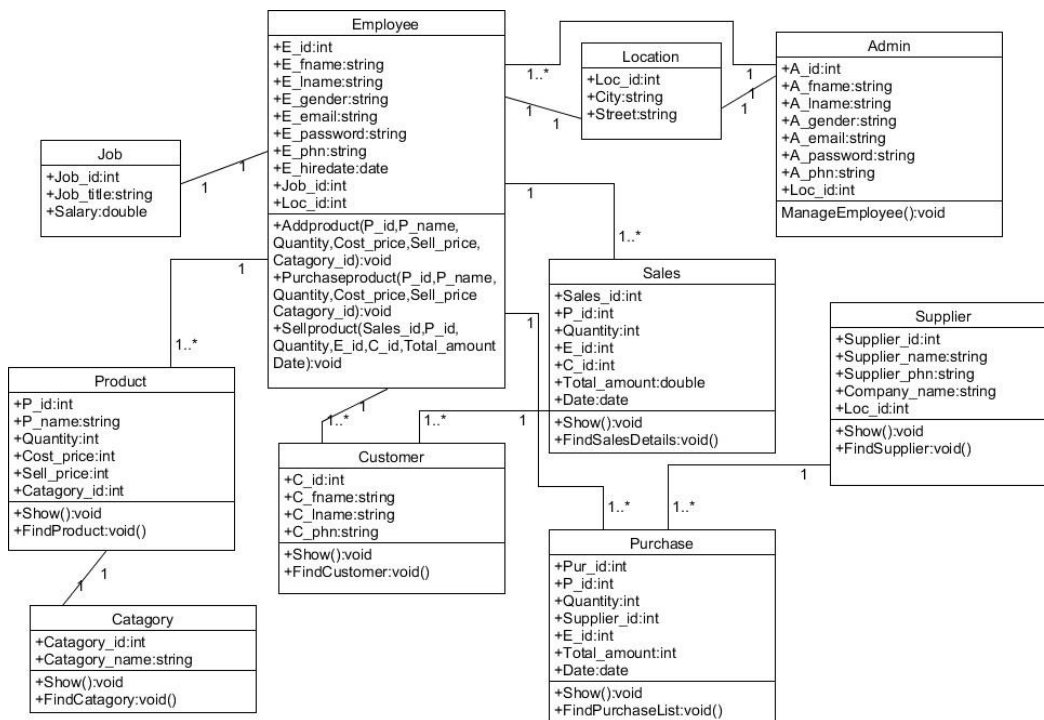 Employee
+E_id:int
+E_fname:string
+E_lname:string
+E_gender:string
+E_email:string
+E_password:string
+E_phn:string
+E_hiredate:date
+Job_id:int
+Loc_id:int
+Addproduct(P_id,P_name,
Quantity,Cost_price,Sell_price,
Catagory_id):void
+Purchaseproduct(P_id,P_name,
Quantity,Cost_price,Sell_price
Catagory_id):void
+Sellproduct(Sales_id,P_id,
Quantity,E_id,C_id,Total_amount
Date):void
1..*
1
Location
+Loc_id:int
City:string
+Street:string
1
1
1
1
Admin
+A_id:int
+A_fname:string
+A_lname:string
+A_gender:string
+A_email:string
+A_password:string
+A_phn:string
+Loc_id:int
ManageEmployee():void
Job
+Job_id:int
+Job_title:string
+Salary:double
1
1
1
1..*
1
1..*
Sales
+Sales_id:int
+P_id:int
+Quantity:int
+E_id:int
+C_id:int
+Total_amount:double
+Date:date
+Show():void
+FindSalesDetails:void()
Supplier
+Supplier_id:int
+Supplier_name:string
+Supplier_phn:string
+Company_name:string
+Loc_id:int
+Show():void
+FindSupplier:void()
Product
+P_id:int
+P_name:string
+Quantity:int
+Cost_price:int
+Sell_price:int
+Catagory_id:int
+Show():void
+FindProduct:void()
1
1..*
1
1..*
1
Customer
+C_id:int
+C_fname:string
+C_lname:string
+C_phn:string
+Show():void
+FindCustomer:void()
1
1..*
1..*
Purchase
+Pur_id:int
+P_id:int
+Quantity:int
+Supplier_id:int
+E_id:int
+Total_amount:int
+Date:date
+Show():void
+FindPurchaseList:void()
1
1
Catagory
+Catagory_id:int
+Catagory_name:string
+Show():void
+FindCatagory:void()